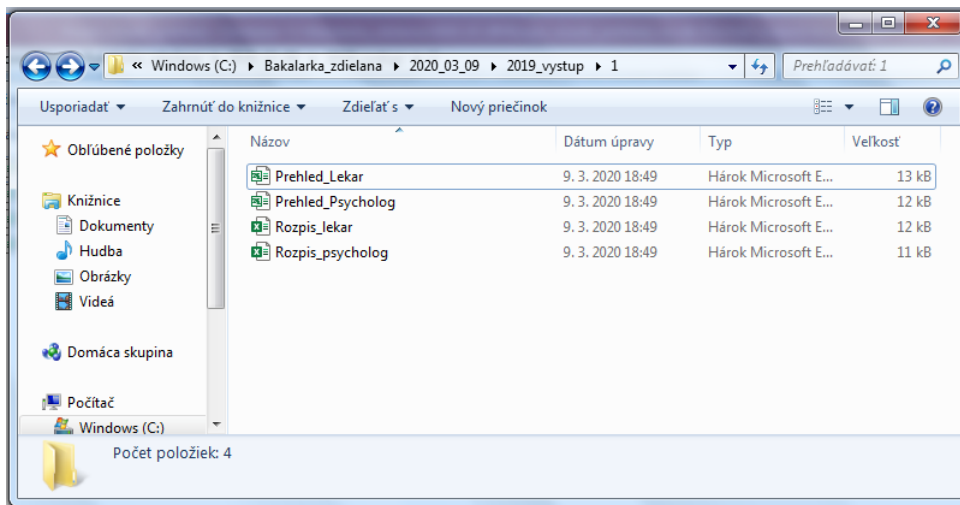 « Windows (C:) ▸ Bakalarka_zdielana ▸ 2020_03_09 ▸ 2019_vystup ▸ 1
Prehľadávať: 1
Usporiadať Zahrnúť do knižnice Zdieľať s Nový priečinok
Obľúbené položky
Knižnice
Dokumenty
Hudba
Obrázky
Videá
Domáca skupina
Počítač
Windows (C:)
Názov Dátum úpravy Typ Veľkosť
Prehled_Lekar 9. 3. 2020 18:49 Hárok Microsoft E... 13 kB
Prehled_Psycholog 9. 3. 2020 18:49 Hárok Microsoft E... 12 kB
Rozpis_lekar 9. 3. 2020 18:49 Hárok Microsoft E... 12 kB
Rozpis_psycholog 9. 3. 2020 18:49 Hárok Microsoft E... 11 kB
Počet položiek: 4